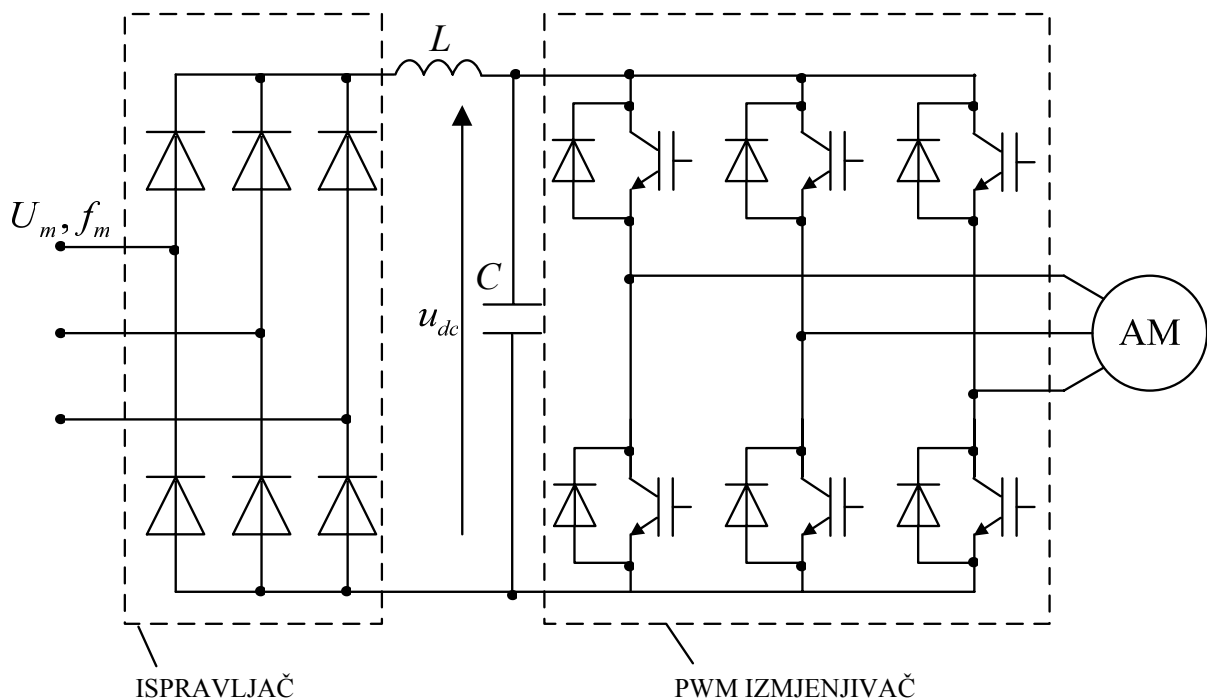 L
U_m, f_m
C
u_dc
AM
ISPRAVLJAČ
PWM IZMJENJIVAČ